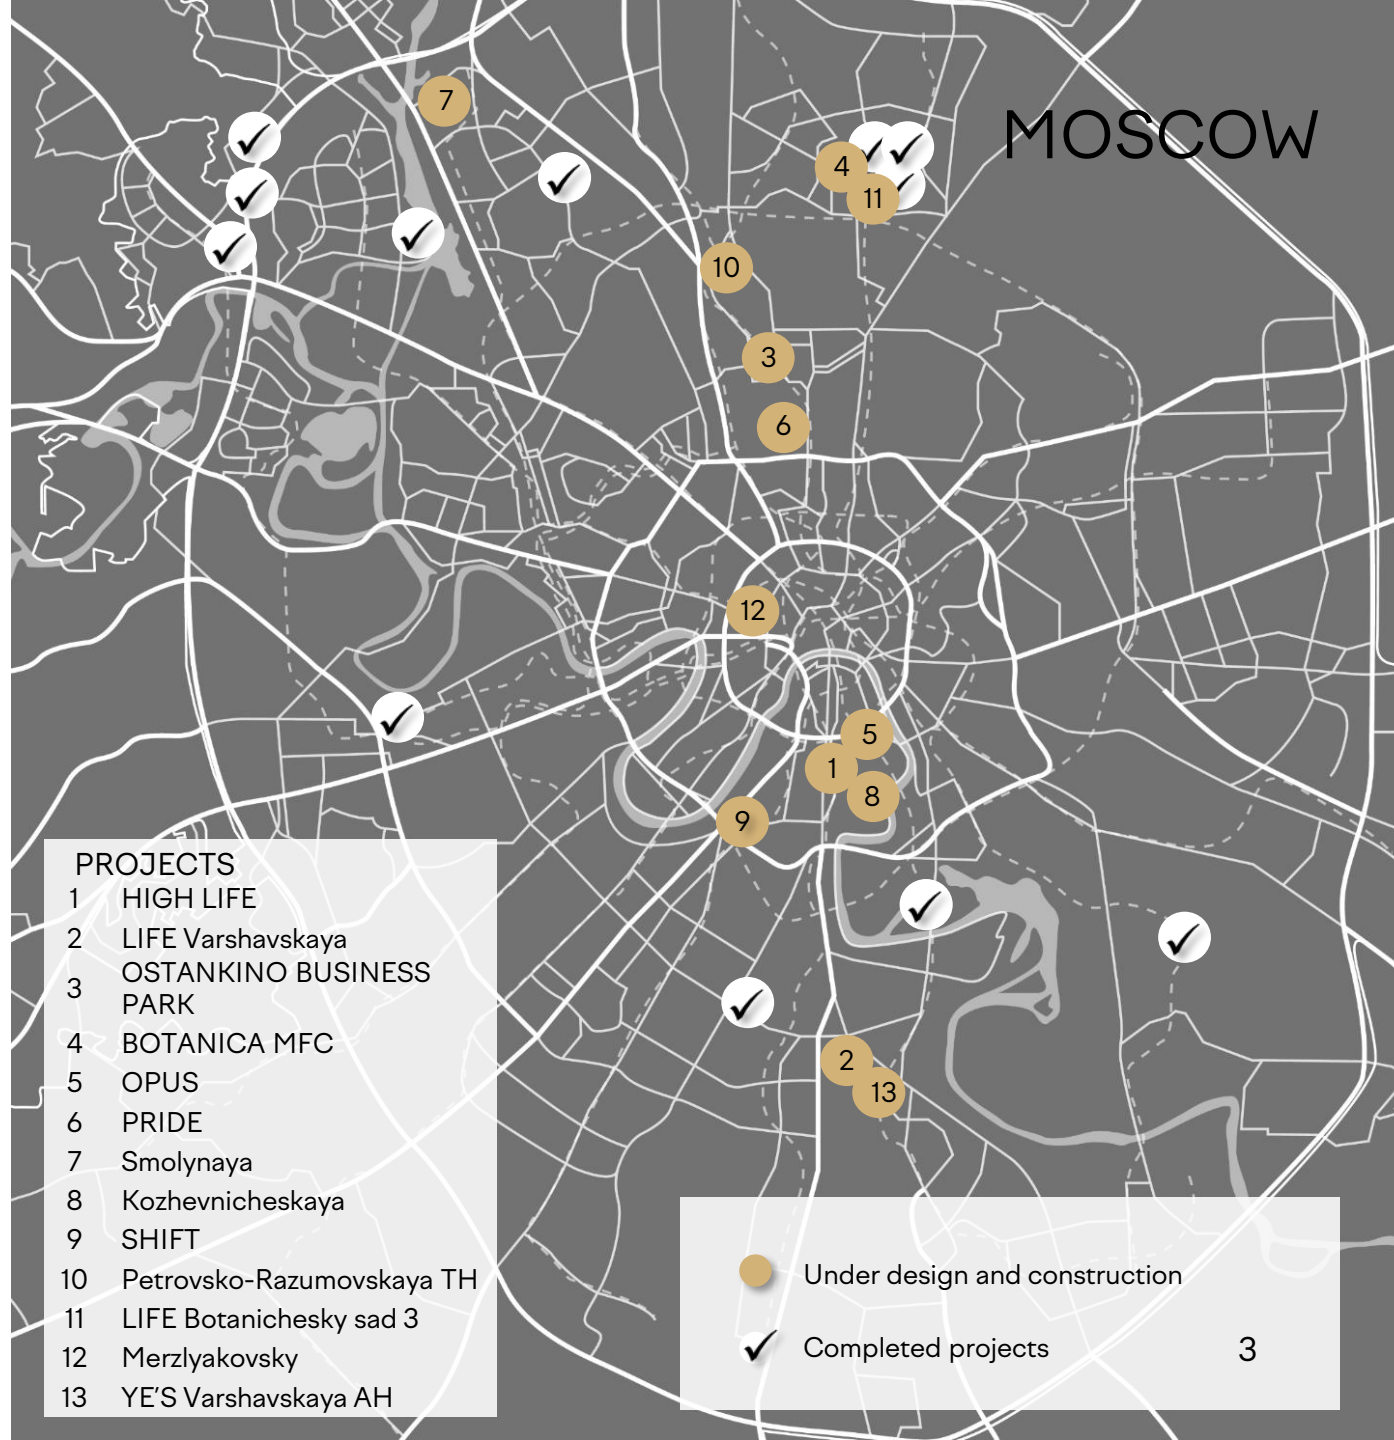 MOSCOW
7
4
11
10
3
6
12
5
1
8
9
2
13
PROJECTS
1 HIGH LIFE
2 LIFE Varshavskaya
3 OSTANKINO BUSINESS
PARK
4 BOTANICA MFC
5 OPUS
6 PRIDE
7 Smolynaya
8 Kozhevnicheskaya
9 SHIFT
10 Petrovsko-Razumovskaya TH
11 LIFE Botanichesky sad 3
12 Merzlyakovsky
13 YE'S Varshavskaya AH
Under design and construction
Completed projects 3